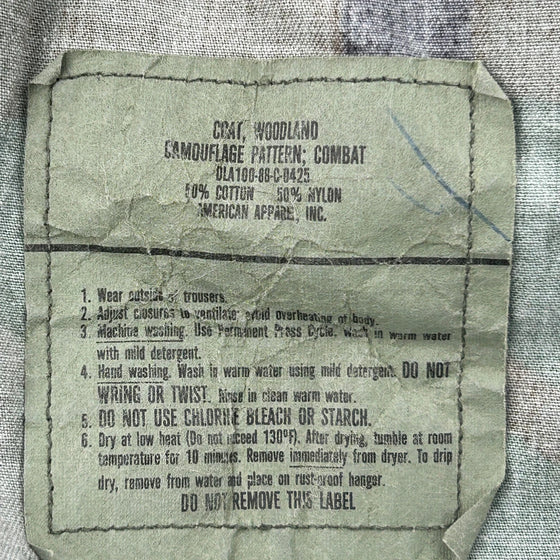 COAT, WOODLAND
CAMOUFLAGE PATTERN; COMBAT
DLA100-86-C-0425
50% COTTON - 50% NYLON
AMERICAN APPAREL, INC.
1. Wear outside of trousers.
2. Adjust closures to ventilate avoid overheating of body.
3. Machine washing. Use Permanent Press Cycle. Wash in warm water
with mild detergent.
4. Hand washing. Wash in warm water using mild detergent. DO NOT
WRING OR TWIST. Rinse in clean warm water.
5. DO NOT USE CHLORINE BLEACH OR STARCH.
6. Dry at low heat (Do not exceed 130°F). After drying, tumble at room
temperature for 10 minutes. Remove immediately from dryer. To drip
dry, remove from water and place on rust-proof hanger.
DO NOT REMOVE THIS LABEL